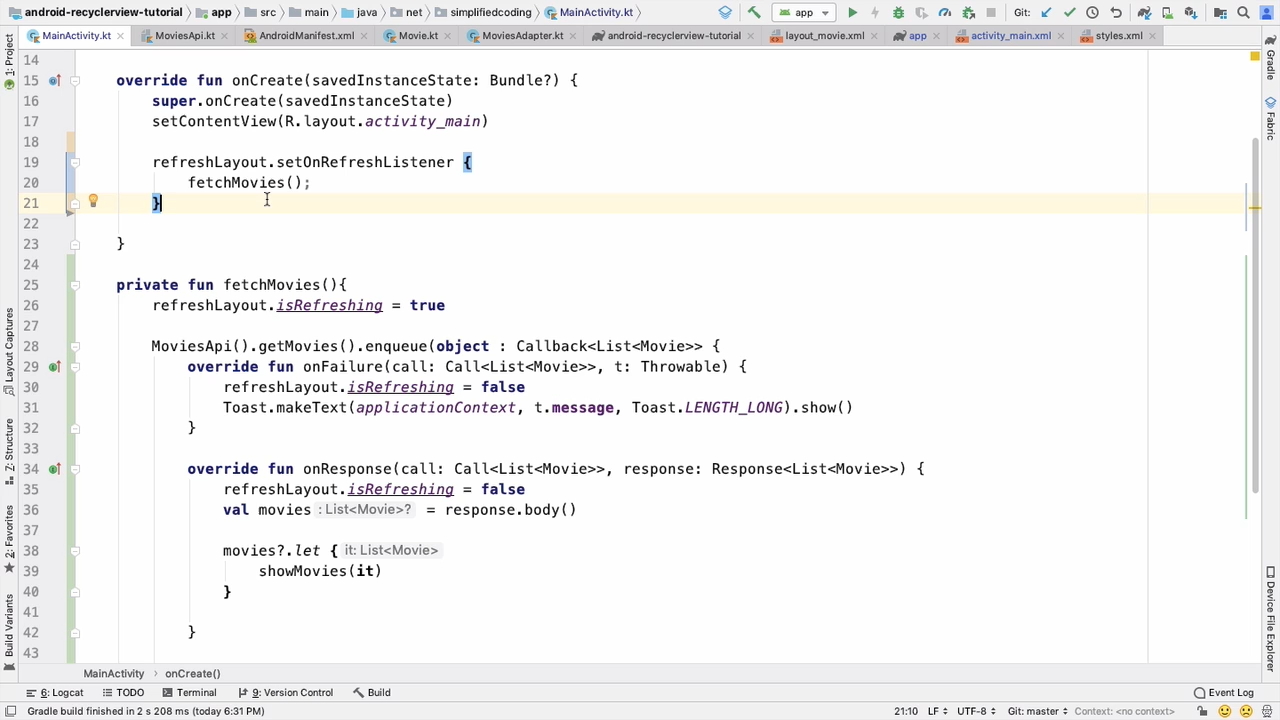 android-recyclerview-tutorial app src main java net simplifiedcoding MainActivity.kt app Git:
MainActivity.kt MoviesApi.kt AndroidManifest.xml Movie.kt MoviesAdapter.kt android-recyclerview-tutorial layout_movie.xml app activity_main.xml styles.xml
1: Project
Layout Captures
Z: Structure
2: Favorites
Build Variants
Gradle
Fabric
Device File Explorer
14
15 override fun onCreate(savedInstanceState: Bundle?) {
16 super.onCreate(savedInstanceState)
17 setContentView(R.layout.activity_main)
18
19 refreshLayout.setOnRefreshListener {
20 fetchMovies();
21 }
22
23 }
24
25 private fun fetchMovies(){
26 refreshLayout.isRefreshing = true
27
28 MoviesApi().getMovies().enqueue(object : Callback<List<Movie>> {
29 override fun onFailure(call: Call<List<Movie>>, t: Throwable) {
30 refreshLayout.isRefreshing = false
31 Toast.makeText(applicationContext, t.message, Toast.LENGTH_LONG).show()
32 }
33
34 override fun onResponse(call: Call<List<Movie>>, response: Response<List<Movie>>) {
35 refreshLayout.isRefreshing = false
36 val movies : List<Movie>? = response.body()
37
38 movies?.let { it: List<Movie>
39 showMovies(it)
40 }
41
42 }
43
MainActivity › onCreate()
6: Logcat TODO Terminal 9: Version Control Build Event Log
Gradle build finished in 2 s 208 ms (today 6:31 PM) 21:10 LF UTF-8 Git: master Context: <no context>